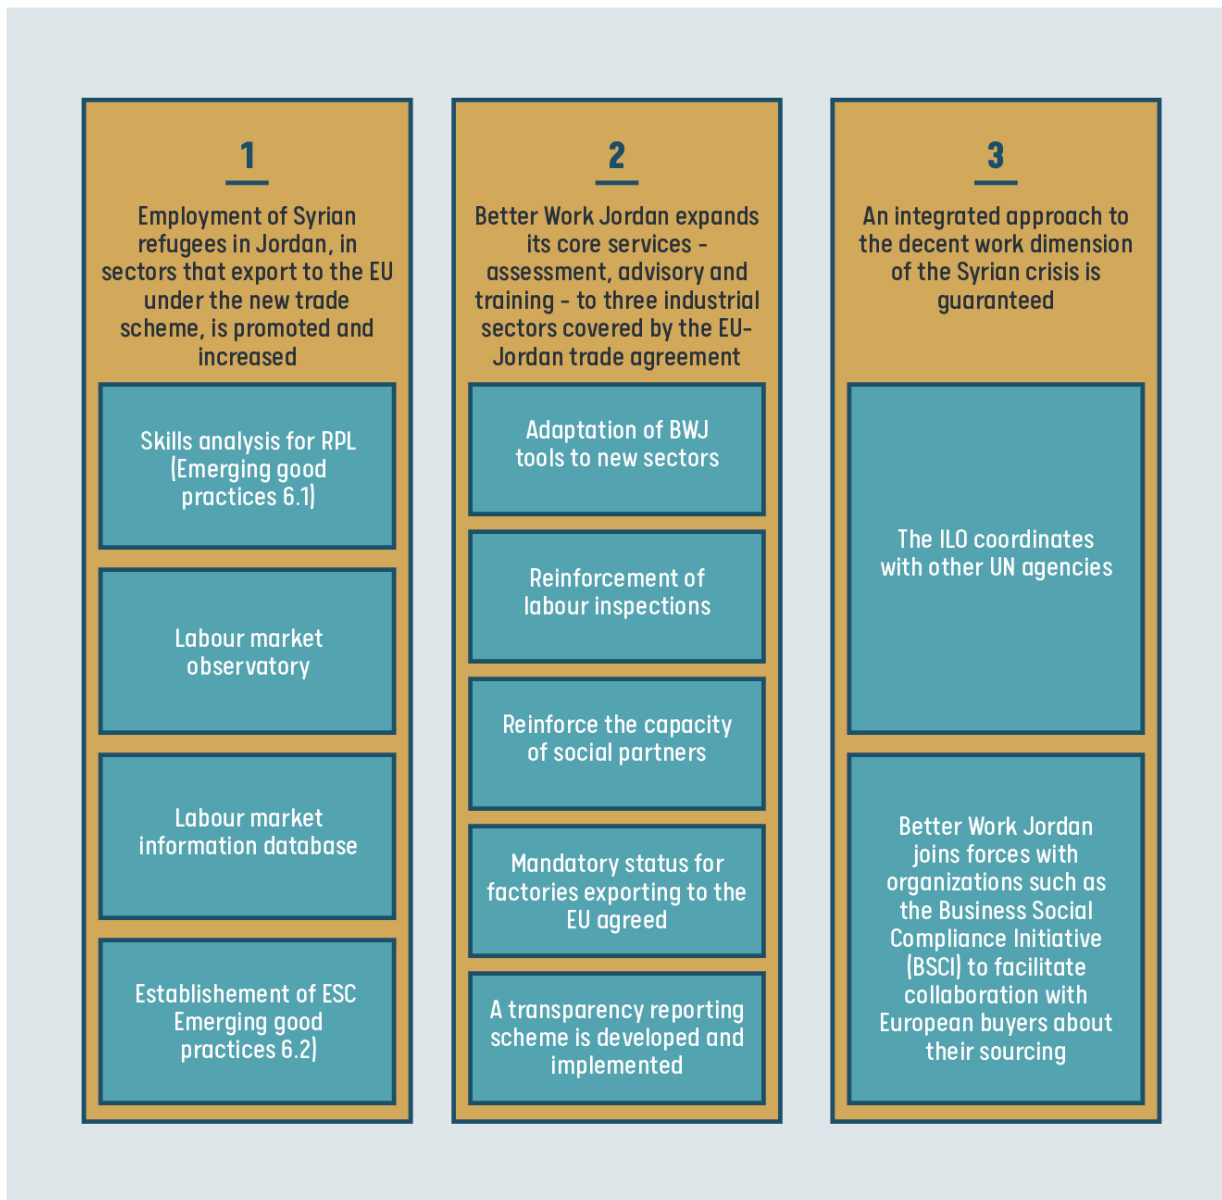 1
Employment of Syrian
refugees in Jordan, in
sectors that export to the EU
under the new trade
scheme, is promoted and
increased
Skills analysis for RPL
(Emerging good
practices 6.1)
Labour market
observatory
Labour market
information database
Establishement of ESC
Emerging good
practices 6.2)
2
Better Work Jordan expands
its core services -
assessment, advisory and
training - to three industrial
sectors covered by the EU-
Jordan trade agreement
Adaptation of BWJ
tools to new sectors
Reinforcement of
labour inspections
Reinforce the capacity
of social partners
Mandatory status for
factories exporting to the
EU agreed
A transparency reporting
scheme is developed and
implemented
3
An integrated approach to
the decent work dimension
of the Syrian crisis is
guaranteed
The ILO coordinates
with other UN agencies
Better Work Jordan
joins forces with
organizations such as
the Business Social
Compliance Initiative
(BSCI) to facilitate
collaboration with
European buyers about
their sourcing